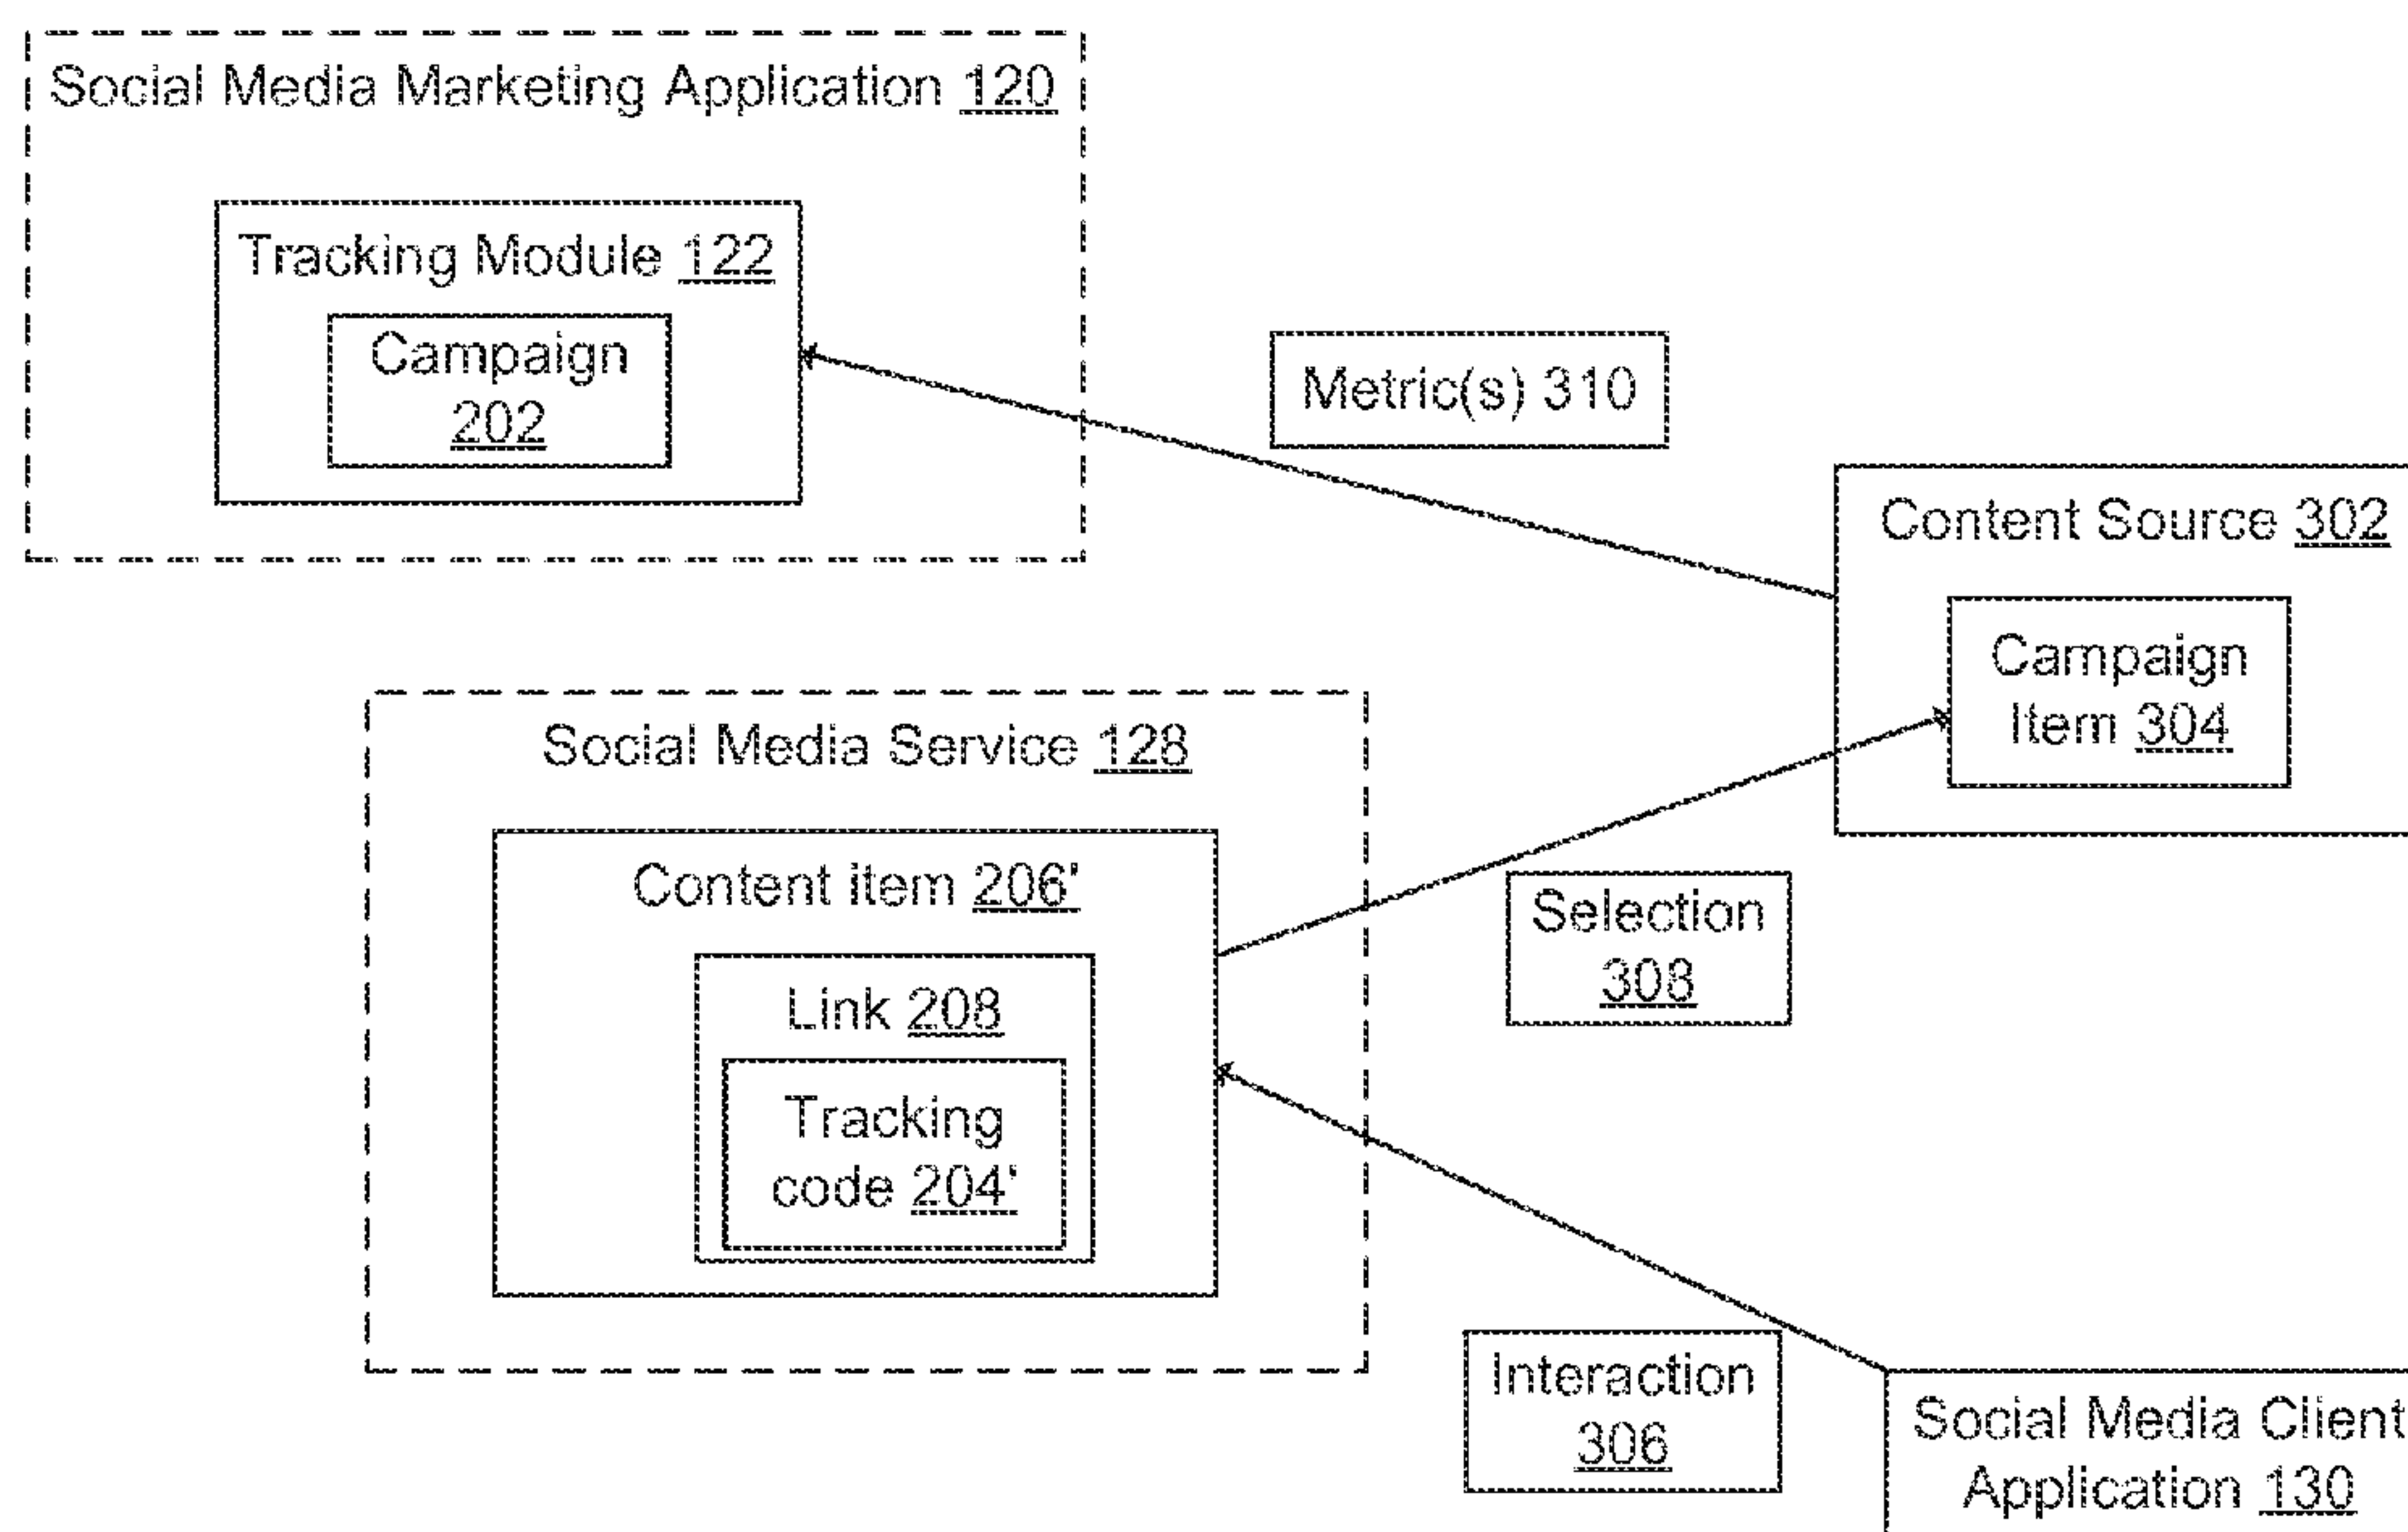 Social Media Marketing Application 120
Tracking Module 122
Campaign
202
Metric(s) 310
Content Source 302
Campaign
Item 304
Social Media Service 128
Content item 206'
Link 208
Tracking
code 204'
Selection
308
Interaction
306
Social Media Client
Application 130